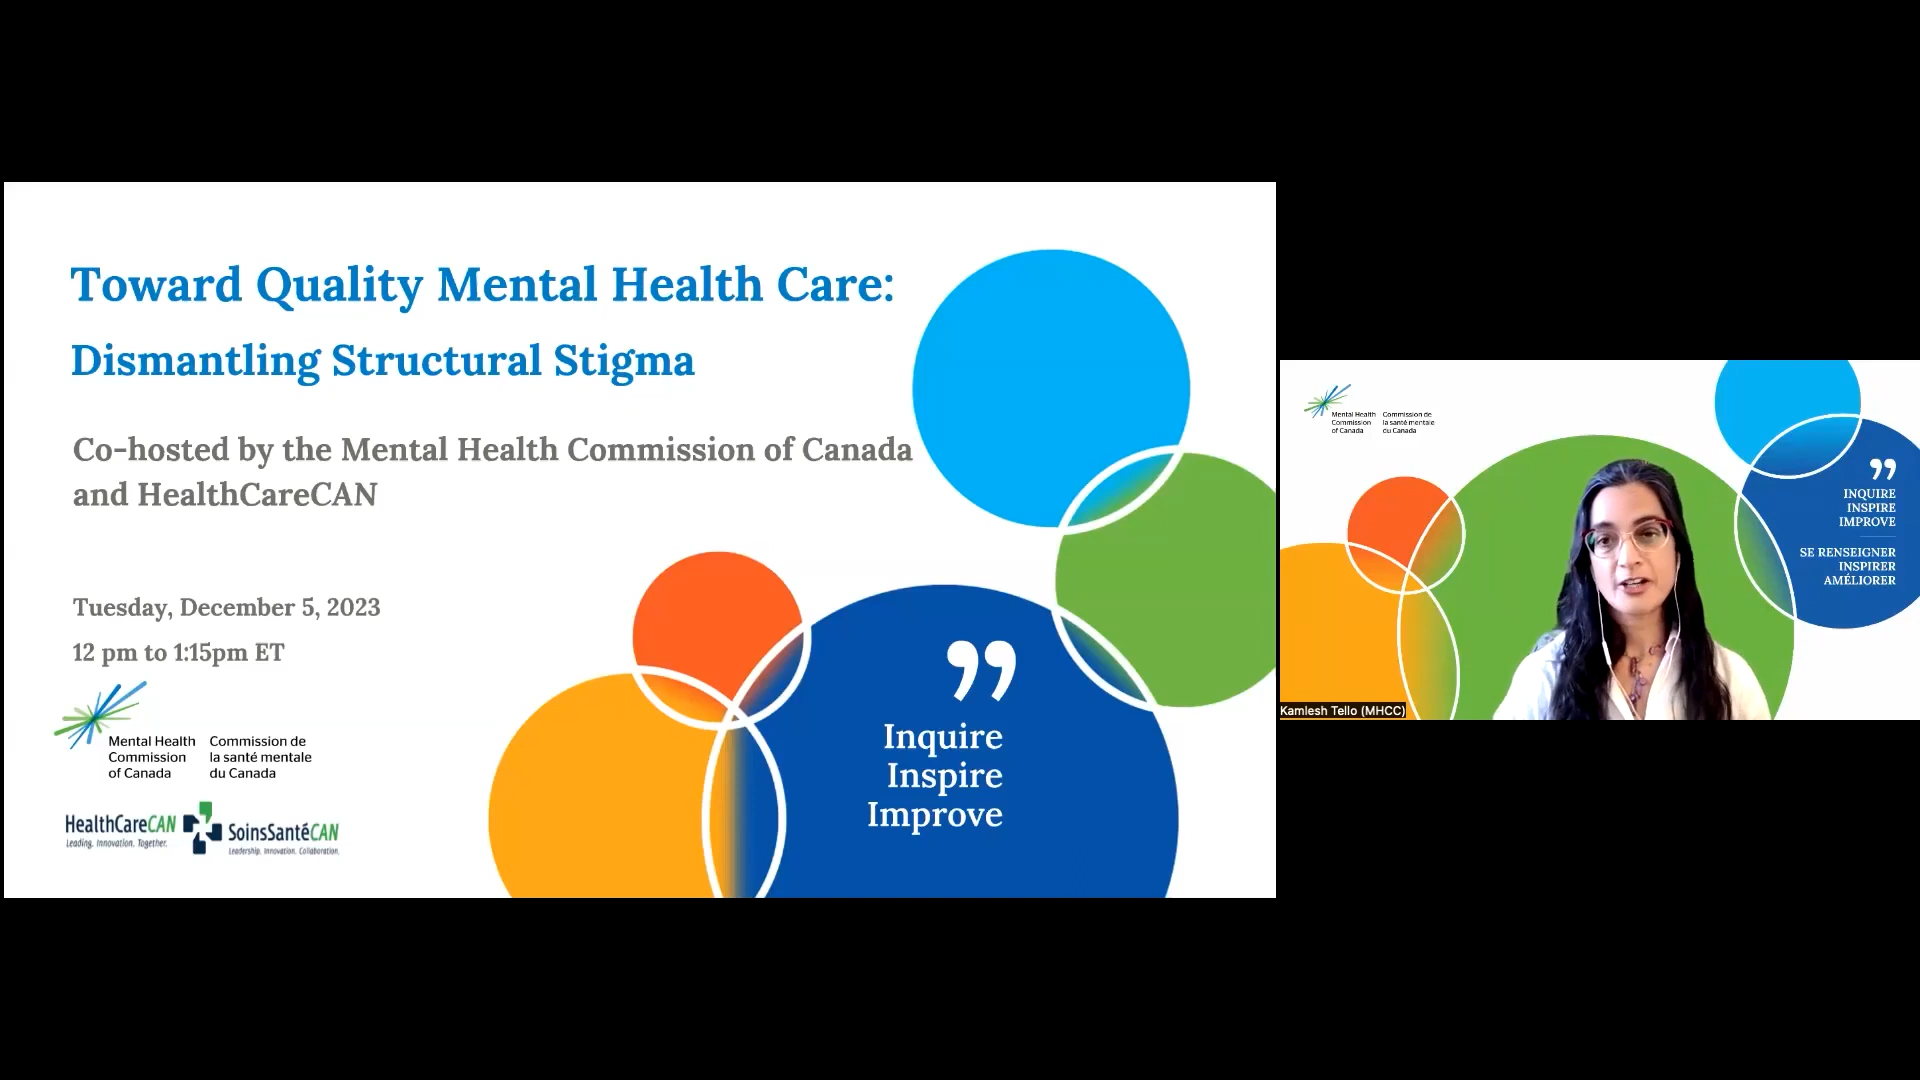 Toward Quality Mental Health Care:
Dismantling Structural Stigma
Co-hosted by the Mental Health Commission of Canada
and HealthCareCAN
Tuesday, December 5, 2023
12 pm to 1:15pm ET
Mental Health Commission de
Commission la santé mentale
of Canada du Canada
HealthCareCAN SoinsSantéCAN
Leading. Innovation. Together. Leadership. Innovation. Collaboration.
”
Inquire
Inspire
Improve
Mental Health Commission de
Commission la santé mentale
of Canada du Canada
”
INQUIRE
INSPIRE
IMPROVE
SE RENSEIGNER
INSPIRER
AMÉLIORER
Kamlesh Tello (MHCC)